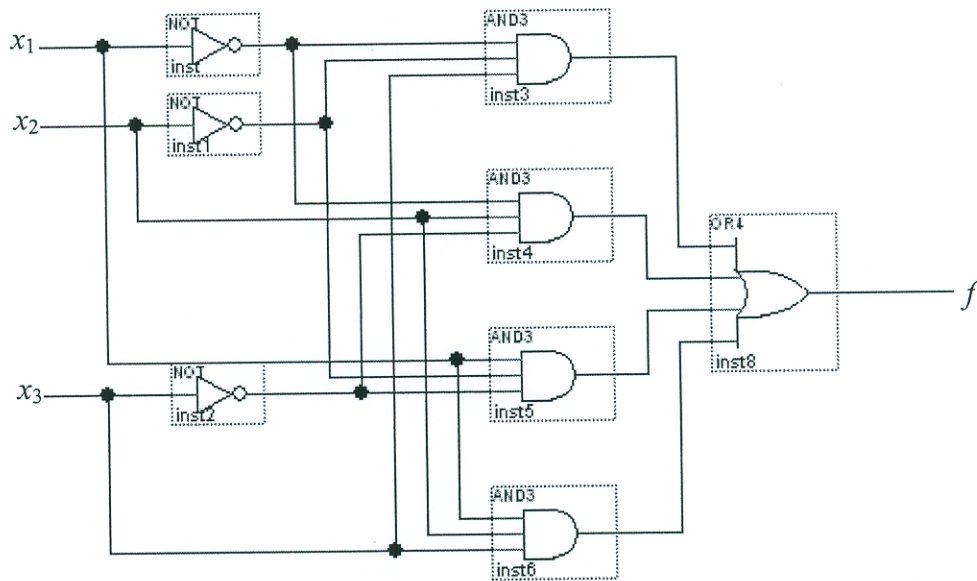 x1
NOT
inst
AND3
inst3
x2
NOT
inst1
AND3
inst4
OR4
inst8
f
AND3
inst5
x3
NOT
inst2
AND3
inst6